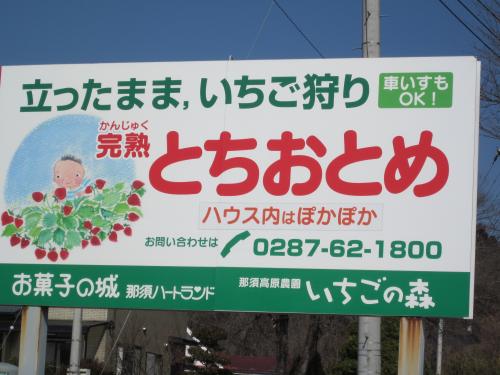 立ったまま,いちご狩り
車いすも
OK!
かんじゅく
完熟
とちおとめ
ハウス内はぽかぽか
お問い合わせは 0287-62-1800
お菓子の城 那須ハートランド
那須高原農園 いちごの森